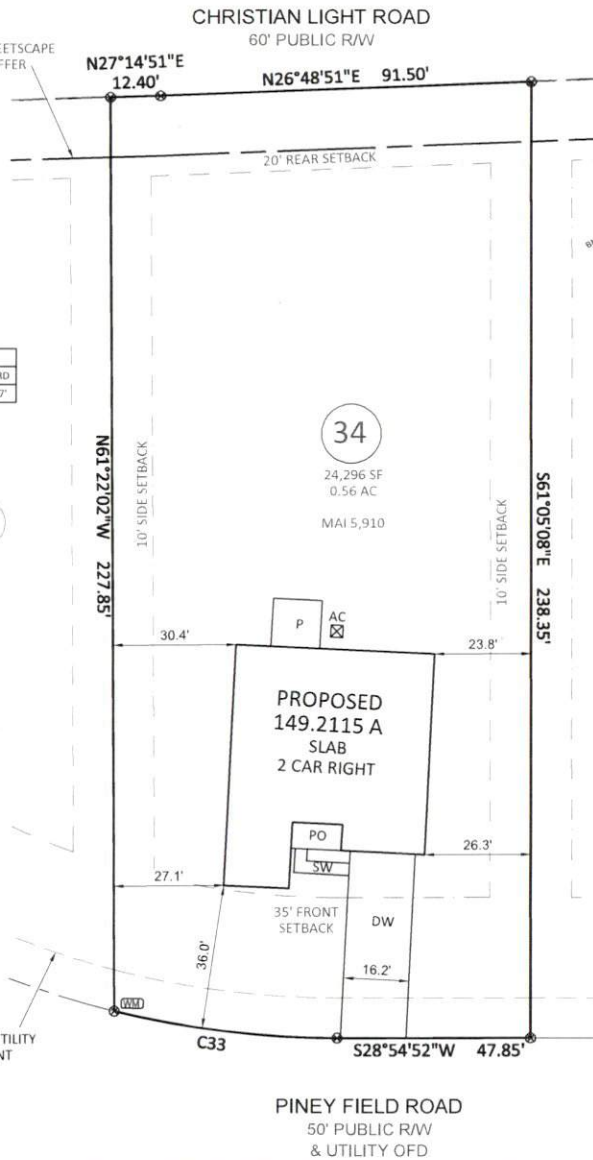 CHRISTIAN LIGHT ROAD
60' PUBLIC R/W
N27°14'51"E
12.40'
N26°48'51"E 91.50'
20' REAR SETBACK
34
24,296 SF
0.56 AC
MAI 5,910
N61°22'02"W 227.85'
10' SIDE SETBACK
10' SIDE SETBACK
S61°05'08"E 238.35'
P
AC
30.4'
23.8'
PROPOSED
149.2115 A
SLAB
2 CAR RIGHT
PO
SW
26.3'
27.1'
35' FRONT
SETBACK
DW
36.0'
16.2'
WM
C33
S28°54'52"W 47.85'
PINEY FIELD ROAD
50' PUBLIC R/W
& UTILITY OFD